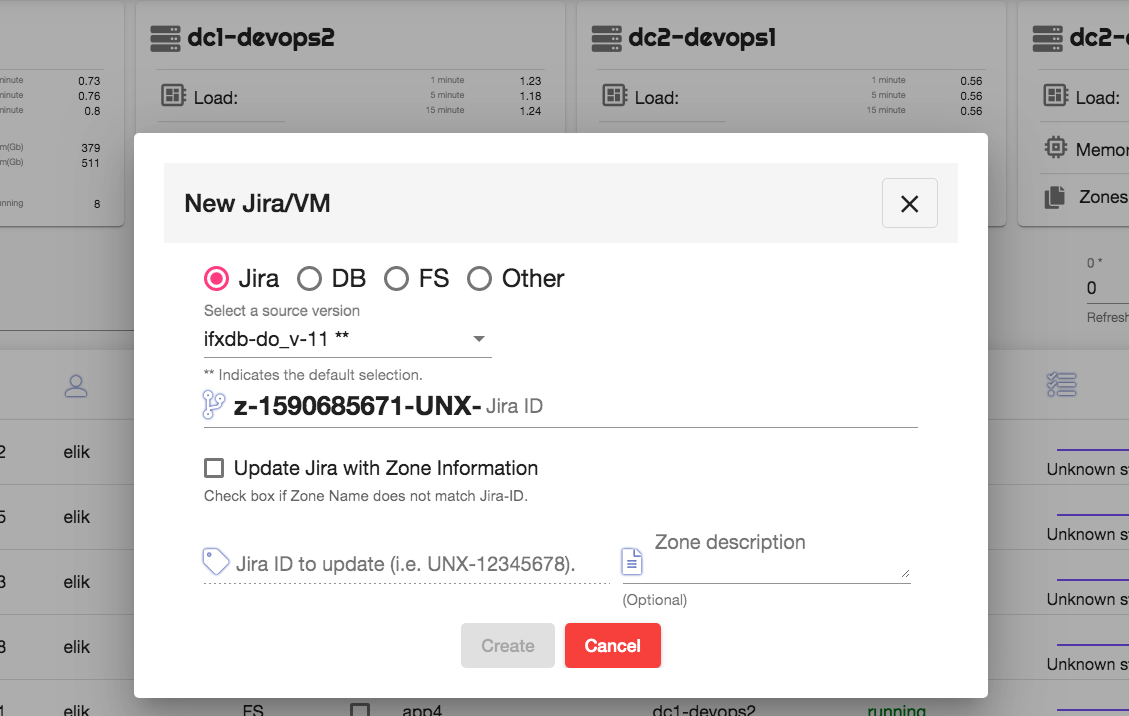 dc1-devops2
dc2-devops1
dc2-
minute 0.73
minute 0.76
minute 0.8
Load:
1 minute 1.23
5 minute 1.18
15 minute 1.24
Load:
1 minute 0.56
5 minute 0.56
15 minute 0.56
Load:
m(Gb) 379
m(Gb) 511
nning 8
Memor
Zones
New Jira/VM
Jira DB FS Other
Select a source version
ifxdb-do_v-11 **
** Indicates the default selection.
z-1590685671-UNX- Jira ID
Update Jira with Zone Information
Check box if Zone Name does not match Jira-ID.
Jira ID to update (i.e. UNX-12345678).
Zone description
(Optional)
Create Cancel
0 *
0
Refresh
2 elik Unknown s
5 elik Unknown s
3 elik Unknown s
8 elik Unknown s
1 elik FS app4 dc1-devops2 running